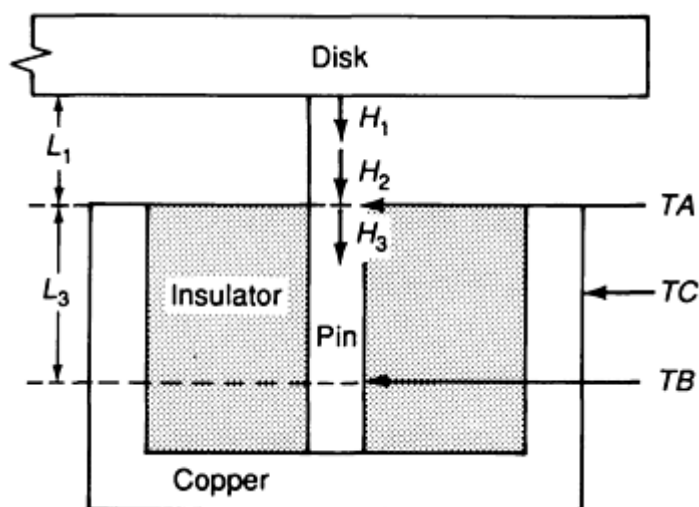 Disk
H1
L1
H2
TA
H3
L3
Insulator
TC
Pin
TB
Copper